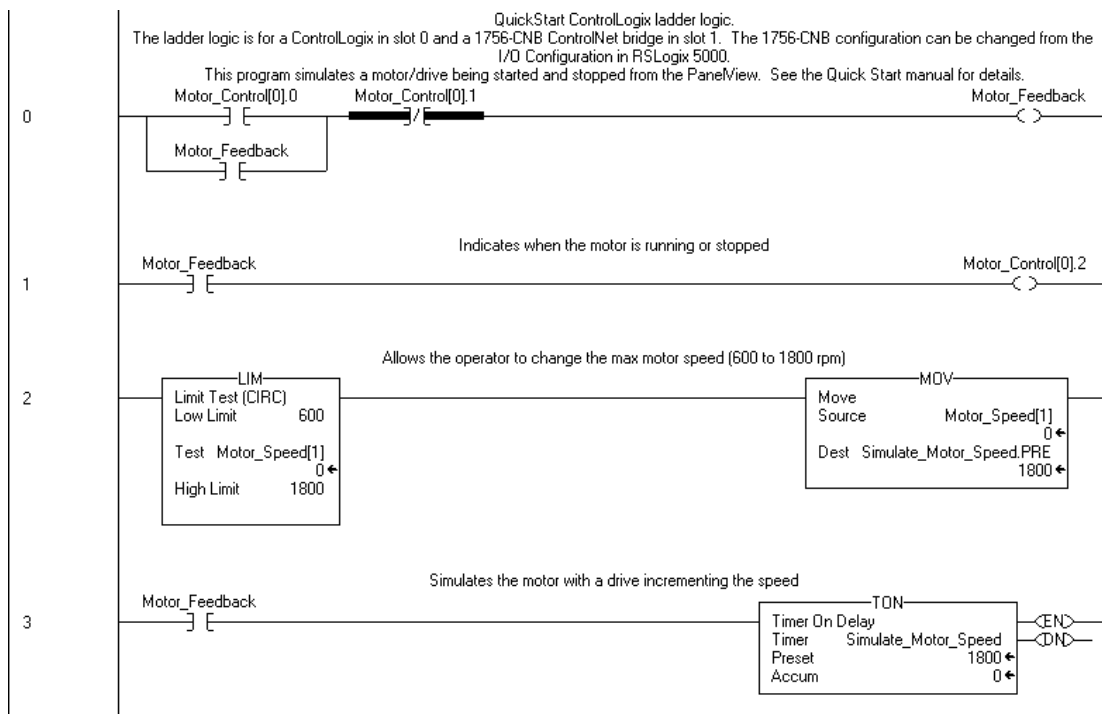 QuickStart ControlLogix ladder logic.
The ladder logic is for a ControlLogix in slot 0 and a 1756-CNB ControlNet bridge in slot 1. The 1756-CNB configuration can be changed from the
I/O Configuration in RSLogix 5000.
This program simulates a motor/drive being started and stopped from the PanelView. See the Quick Start manual for details.
Motor_Control[0].0 Motor_Control[0].1 Motor_Feedback
0
Motor_Feedback
Indicates when the motor is running or stopped
Motor_Feedback Motor_Control[0].2
1
Allows the operator to change the max motor speed (600 to 1800 rpm)
2
LIM
Limit Test (CIRC)
Low Limit 600
Test Motor_Speed[1]
0
High Limit 1800
MOV
Move
Source Motor_Speed[1]
0
Dest Simulate_Motor_Speed.PRE
1800
Simulates the motor with a drive incrementing the speed
Motor_Feedback
3
TON
Timer On Delay
Timer Simulate_Motor_Speed
Preset 1800
Accum 0
EN
DN